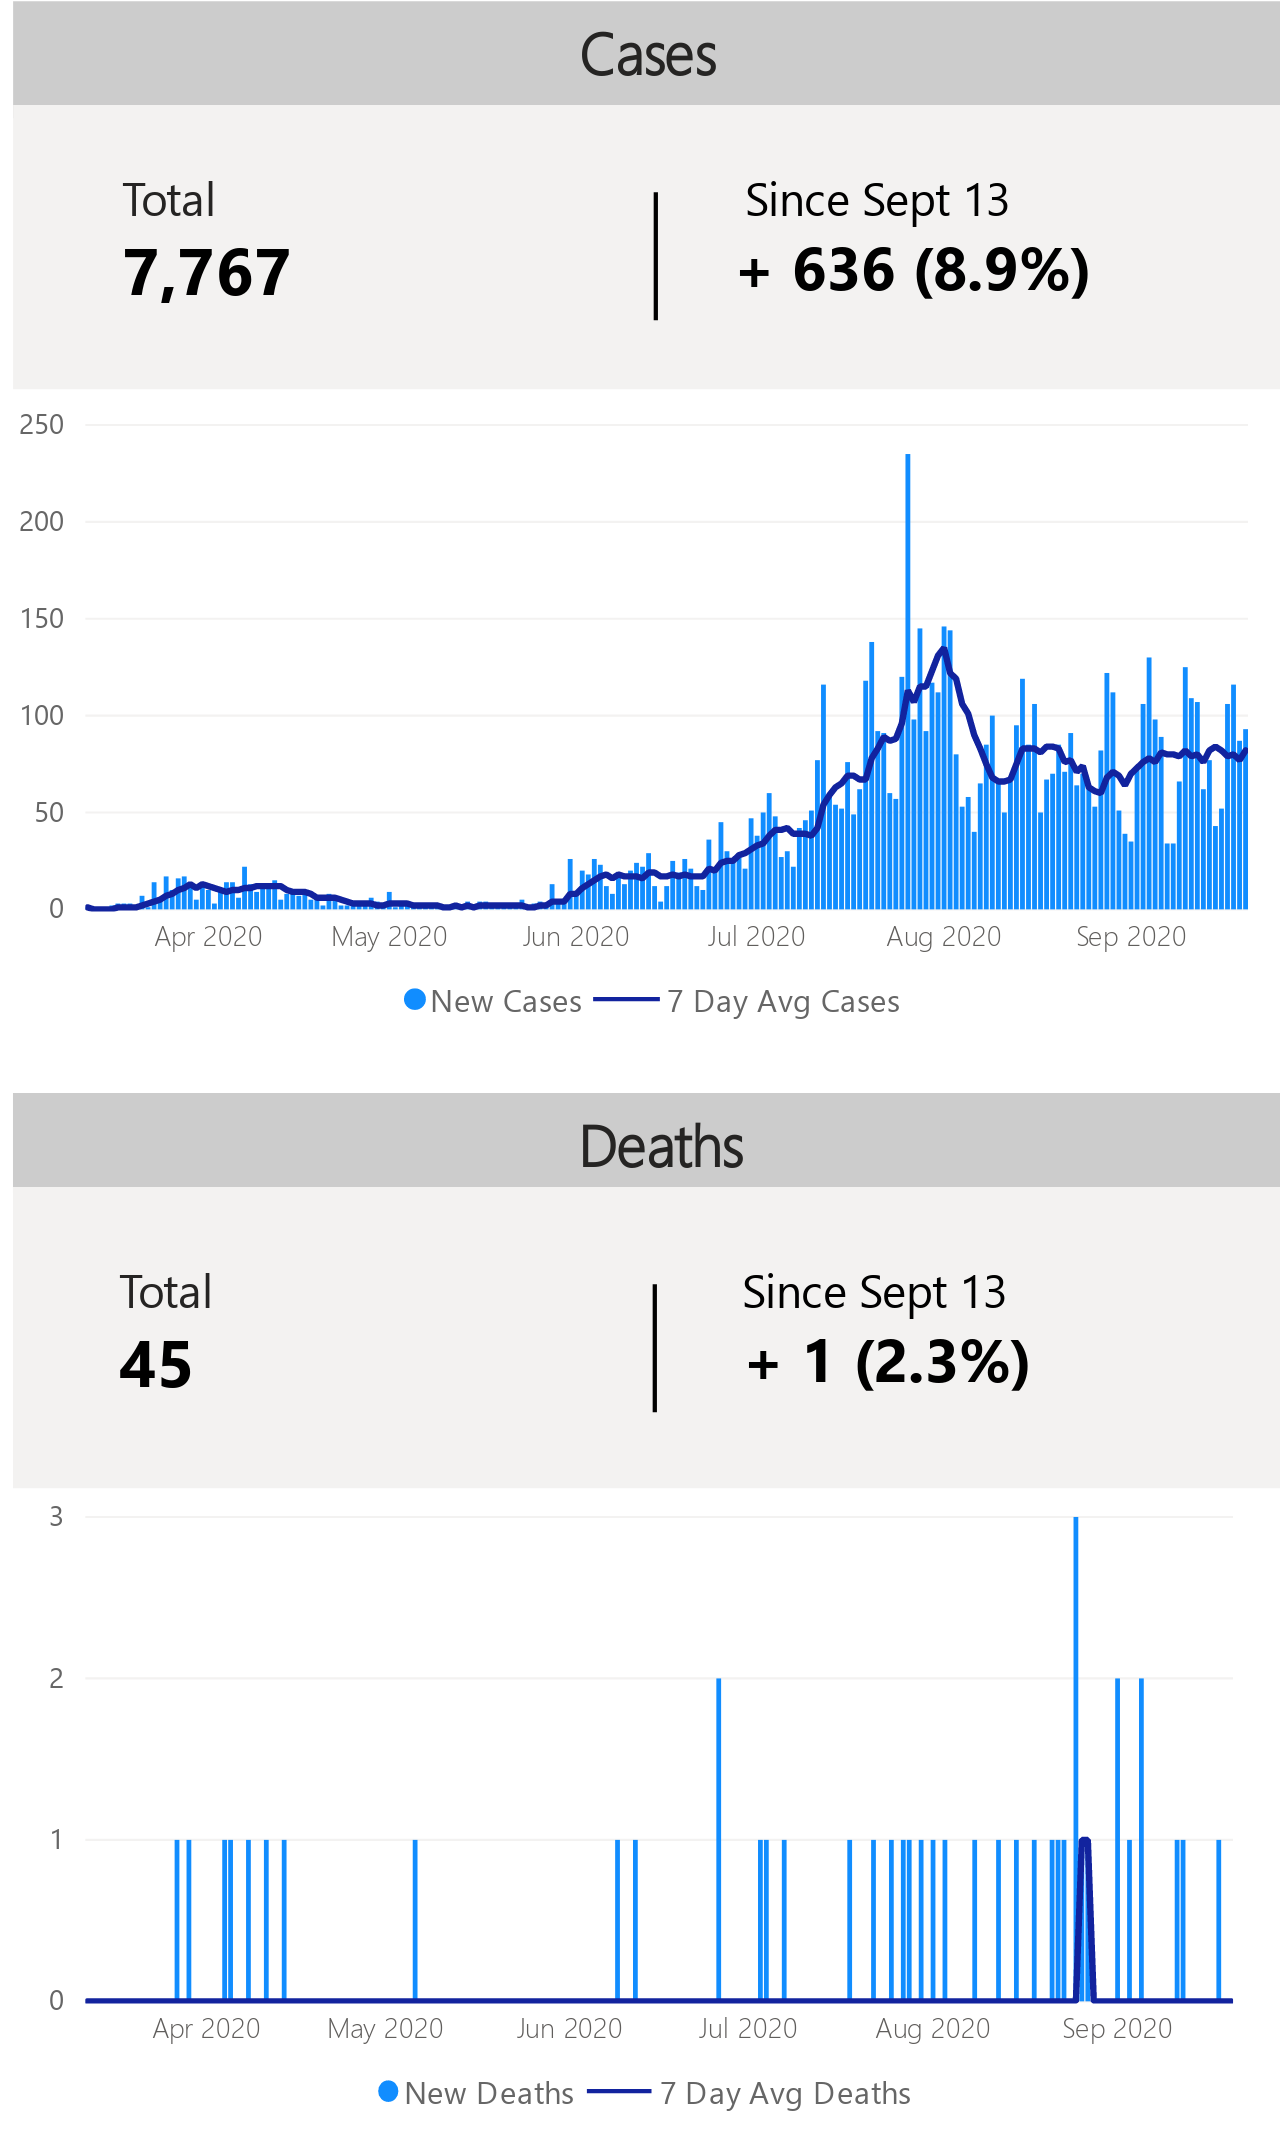 Cases
Total
7,767
Since Sept 13
+ 636 (8.9%)
250
200
150
100
50
0
Apr 2020 May 2020 Jun 2020 Jul 2020 Aug 2020 Sep 2020
New Cases 7 Day Avg Cases
Deaths
Total
45
Since Sept 13
+ 1 (2.3%)
3
2
1
0
Apr 2020 May 2020 Jun 2020 Jul 2020 Aug 2020 Sep 2020
New Deaths 7 Day Avg Deaths